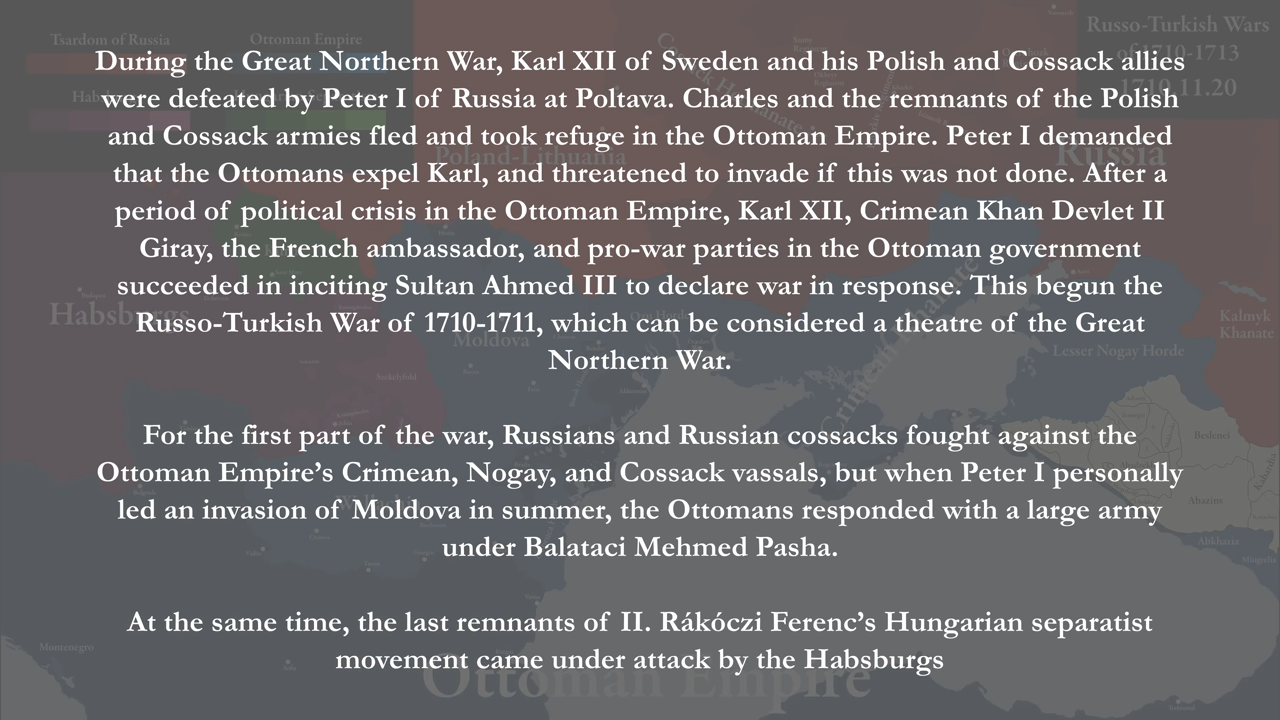 Tsardom of Russia
Ottoman Empire
Russo-Turkish Wars
of 1710-1713
1710.11.20
During the Great Northern War, Karl XII of Sweden and his Polish and Cossack allies
were defeated by Peter I of Russia at Poltava. Charles and the remnants of the Polish
and Cossack armies fled and took refuge in the Ottoman Empire. Peter I demanded
that the Ottomans expel Karl, and threatened to invade if this was not done. After a
period of political crisis in the Ottoman Empire, Karl XII, Crimean Khan Devlet II
Giray, the French ambassador, and pro-war parties in the Ottoman government
succeeded in inciting Sultan Ahmed III to declare war in response. This begun the
Russo-Turkish War of 1710-1711, which can be considered a theatre of the Great
Northern War.
For the first part of the war, Russians and Russian cossacks fought against the
Ottoman Empire's Crimean, Nogay, and Cossack vassals, but when Peter I personally
led an invasion of Moldova in summer, the Ottomans responded with a large army
under Balataci Mehmed Pasha.
At the same time, the last remnants of II. Rákóczi Ferenc's Hungarian separatist
movement came under attack by the Habsburgs
Poland-Lithuania
Russia
Habsburgs
Moldova
Crimean Khanate
Kalmyk
Khanate
Lesser Nogay Horde
Beslenei
Abazins
Abkhazia
Montenegro
Ottoman Empire